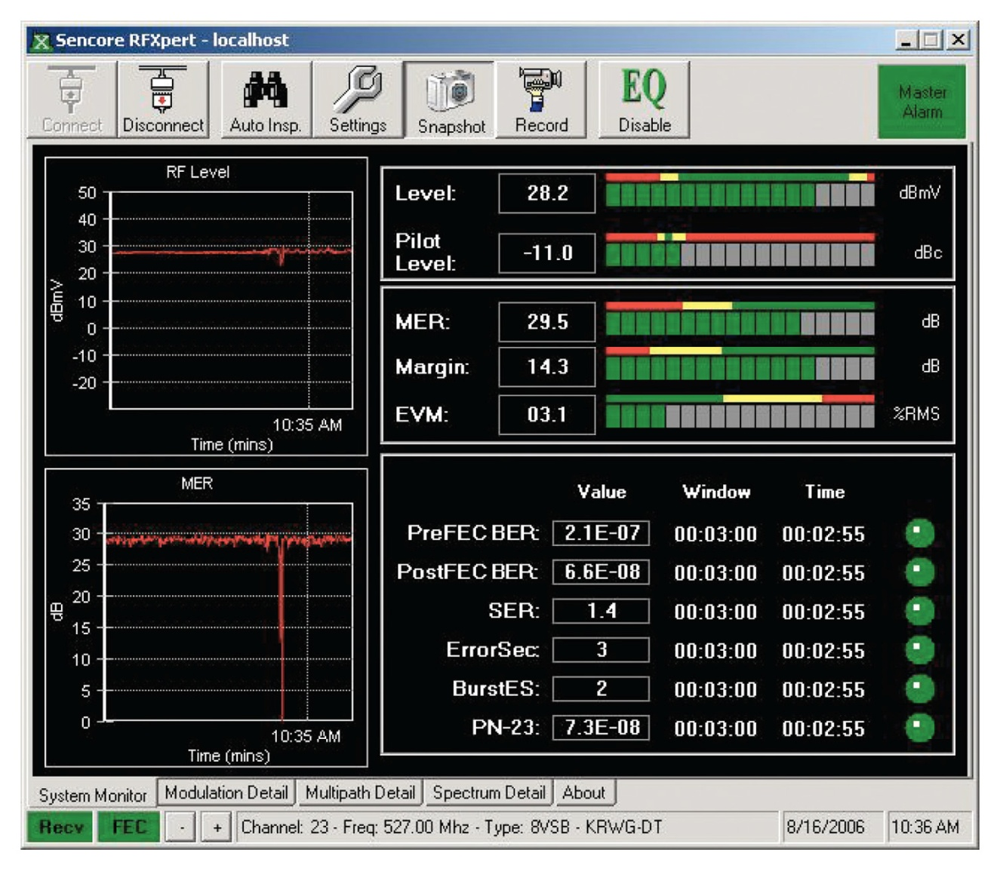 Sencore RFXpert - localhost
Connect
Disconnect
Auto Insp.
Settings
Snapshot
Record
EQ
Disable
Master
Alarm
RF Level
50
40
30
20
10
0
-10
-20
dBmV
10:35 AM
Time (mins)
MER
35
30
25
20
15
10
5
0
dB
10:35 AM
Time (mins)
Level: 28.2 dBmV
Pilot
Level: -11.0 dBc
MER: 29.5 dB
Margin: 14.3 dB
EVM: 03.1 %RMS
Value Window Time
PreFEC BER: 2.1E-07 00:03:00 00:02:55
PostFEC BER: 6.6E-08 00:03:00 00:02:55
SER: 1.4 00:03:00 00:02:55
ErrorSec: 3 00:03:00 00:02:55
BurstES: 2 00:03:00 00:02:55
PN-23: 7.3E-08 00:03:00 00:02:55
System Monitor Modulation Detail Multipath Detail Spectrum Detail About
Recv FEC - + Channel: 23 - Freq: 527.00 Mhz - Type: 8VSB - KRWG-DT 8/16/2006 10:36 AM